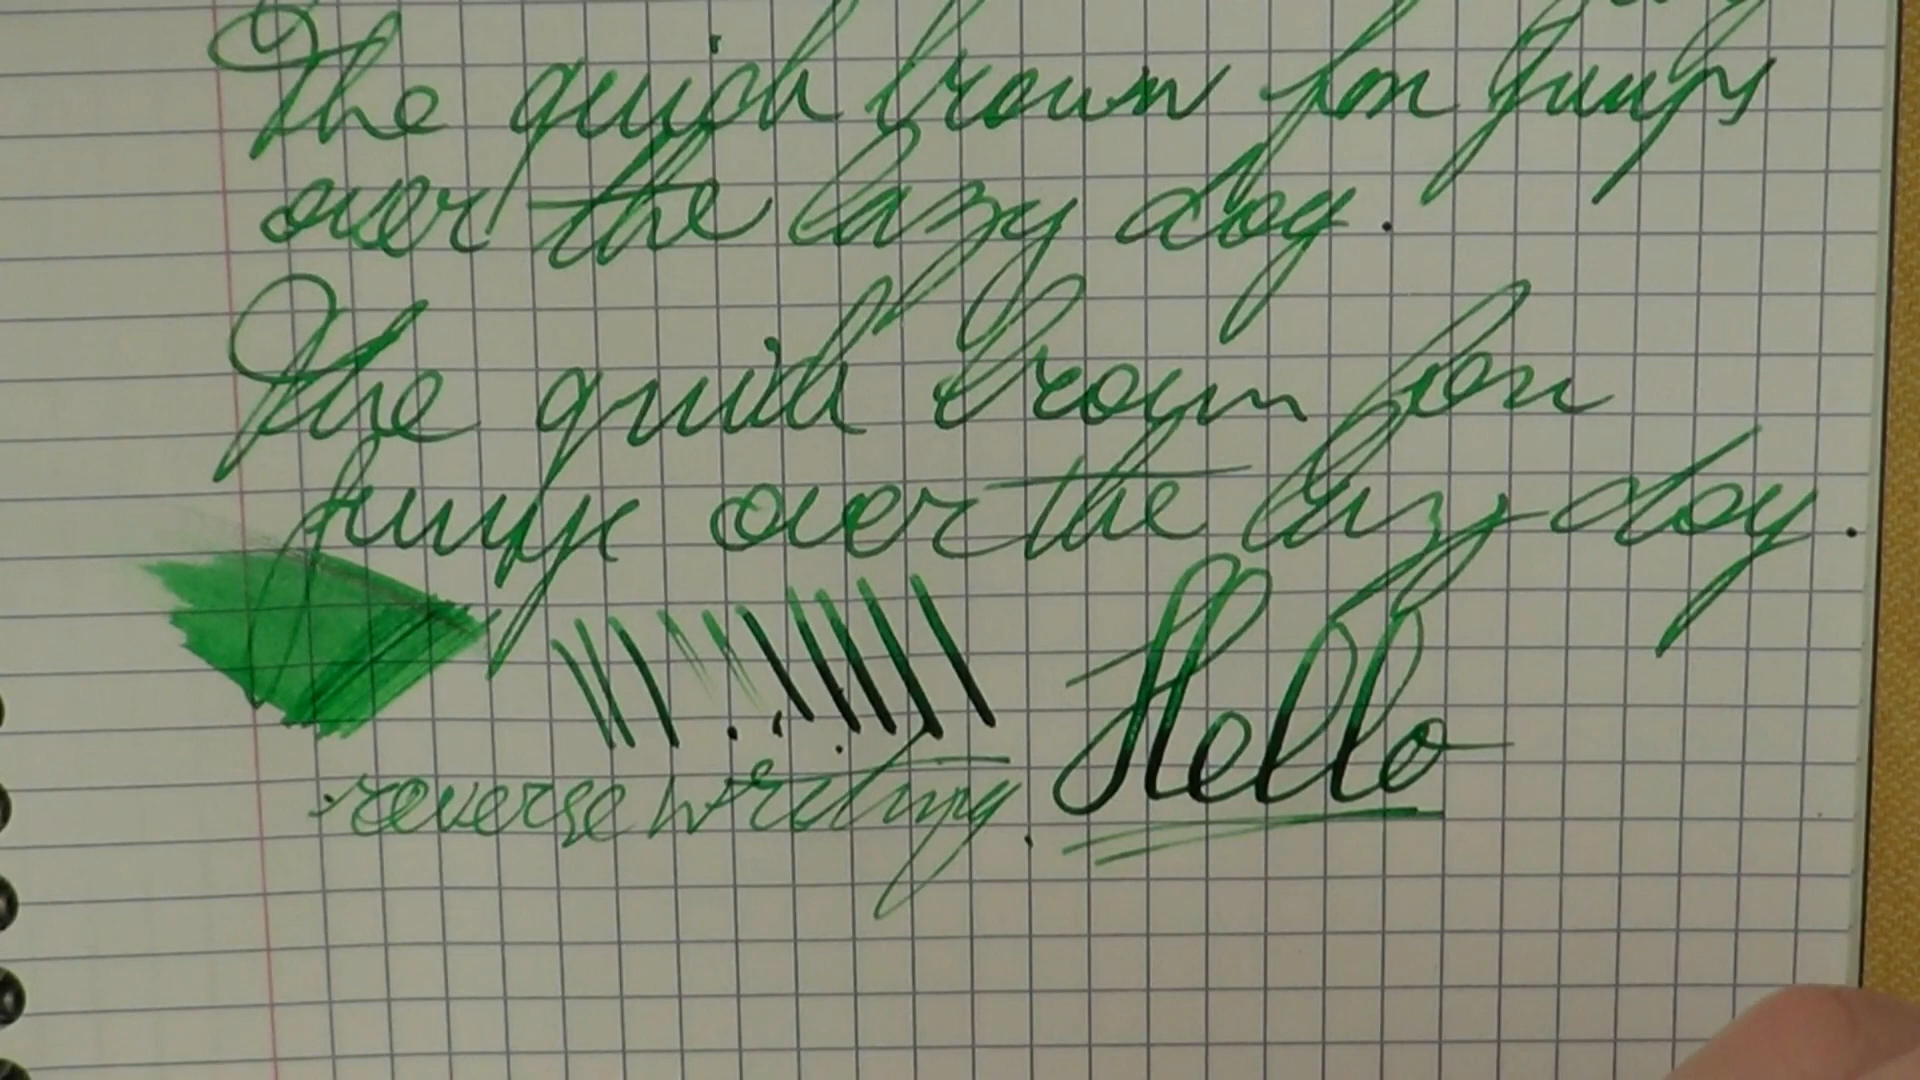 The quick brown fox jumps
over the lazy dog.
The quick brown fox
jumps over the lazy dog.
reverse writing.
Hello